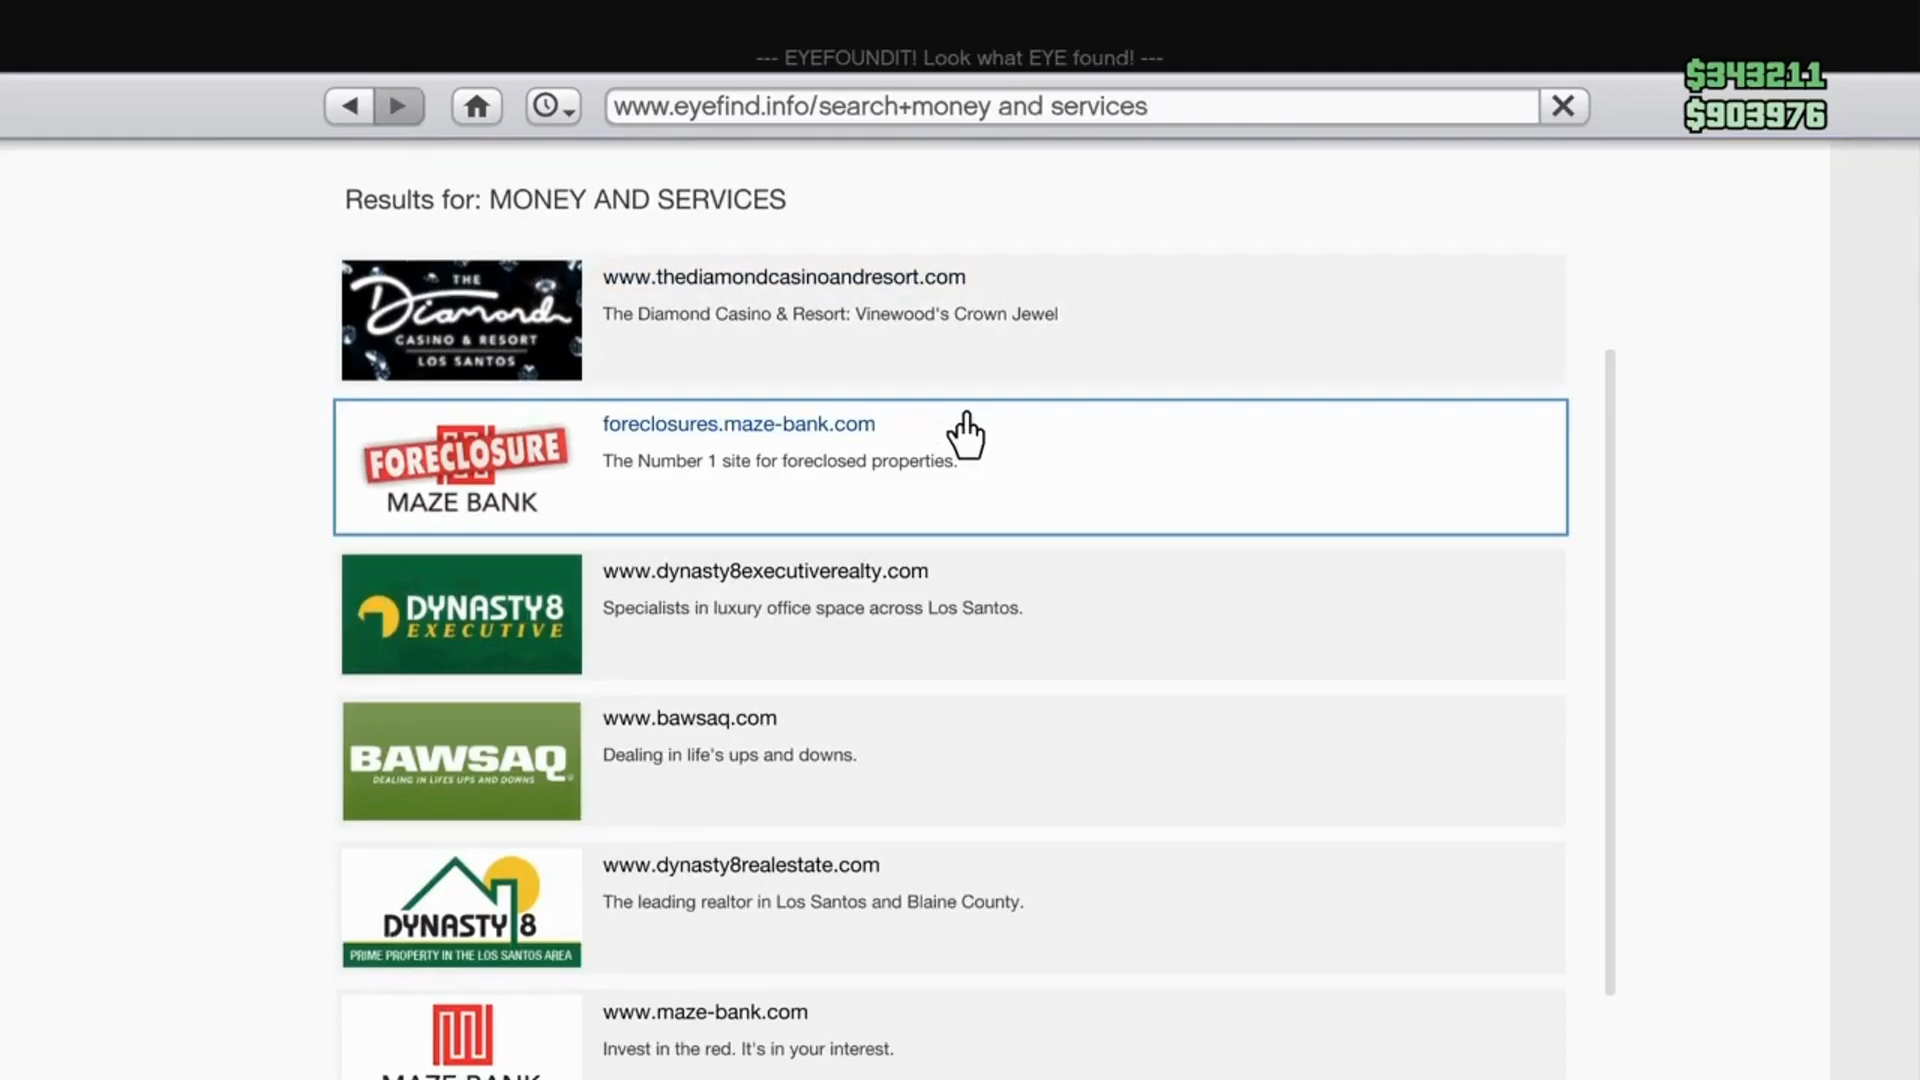 --- EYEFOUNDIT! Look what EYE found! ---
$343211
www.eyefind.info/search+money and services
$903976
Results for: MONEY AND SERVICES
THE
Diamond
CASINO & RESORT
LOS SANTOS
www.thediamondcasinoandresort.com
The Diamond Casino & Resort: Vinewood's Crown Jewel
FORECLOSURE
MAZE BANK
foreclosures.maze-bank.com
The Number 1 site for foreclosed properties.
DYNASTY8
EXECUTIVE
www.dynasty8executiverealty.com
Specialists in luxury office space across Los Santos.
BAWSAQ
DEALING IN LIFES UPS AND DOWNS
www.bawsaq.com
Dealing in life's ups and downs.
DYNASTY 8
PRIME PROPERTY IN THE LOS SANTOS AREA
www.dynasty8realestate.com
The leading realtor in Los Santos and Blaine County.
MAZE BANK
www.maze-bank.com
Invest in the red. It's in your interest.